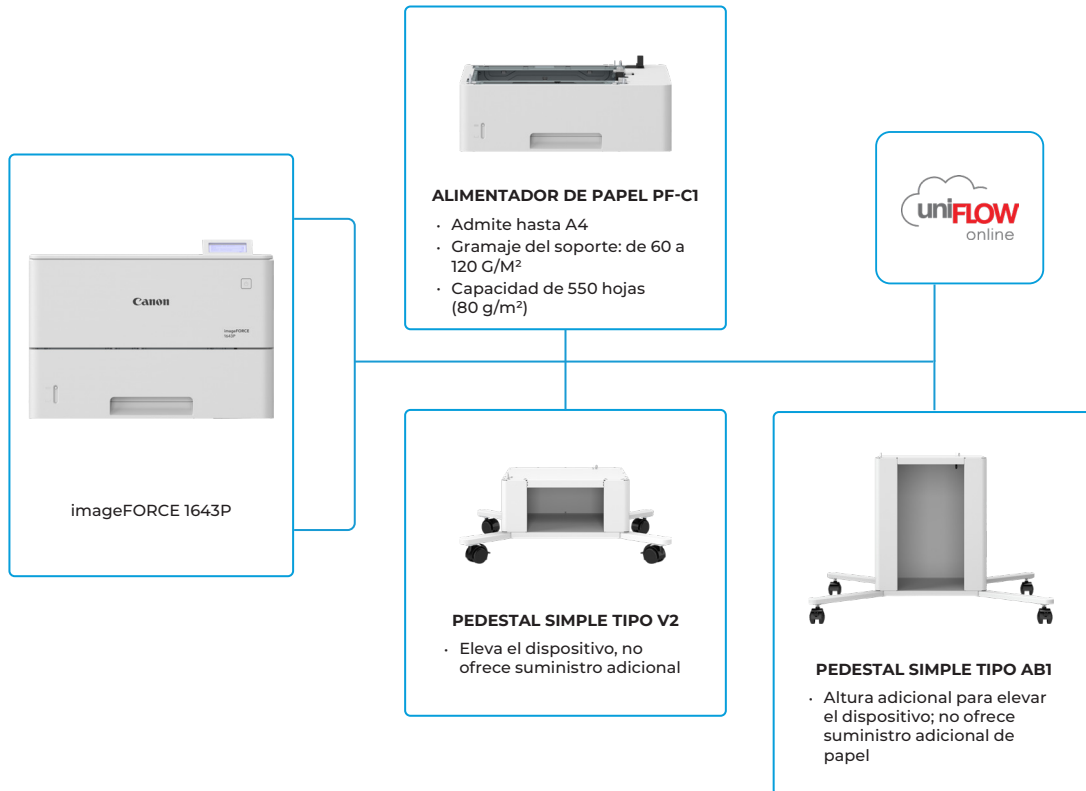 Canon
imageFORCE
1643P
imageFORCE 1643P
ALIMENTADOR DE PAPEL PF-C1
· Admite hasta A4
· Gramaje del soporte: de 60 a
120 G/M²
· Capacidad de 550 hojas
(80 g/m²)
uniFLOW
online
PEDESTAL SIMPLE TIPO V2
· Eleva el dispositivo, no
ofrece suministro adicional
PEDESTAL SIMPLE TIPO AB1
· Altura adicional para elevar
el dispositivo; no ofrece
suministro adicional de
papel